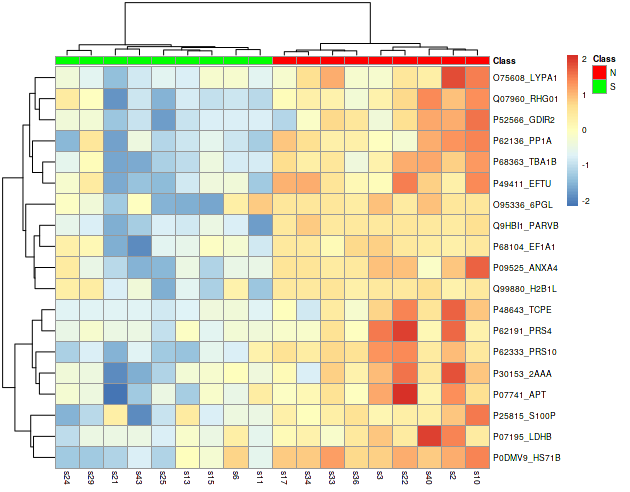 Class
O75608_LYPA1
Q07960_RHG01
P52566_GDIR2
P62136_PP1A
P68363_TBA1B
P49411_EFTU
O95336_6PGL
Q9HBI1_PARVB
P68104_EF1A1
P09525_ANXA4
Q99880_H2B1L
P48643_TCPE
P62191_PRS4
P62333_PRS10
P30153_2AAA
P07741_APT
P25815_S100P
P07195_LDHB
P0DMV9_HS71B
s24 s29 s21 s43 s25 s13 s15 s6 s11 s17 s34 s33 s36 s3 s22 s40 s2 s10
2
1
0
-1
-2
Class
N
S